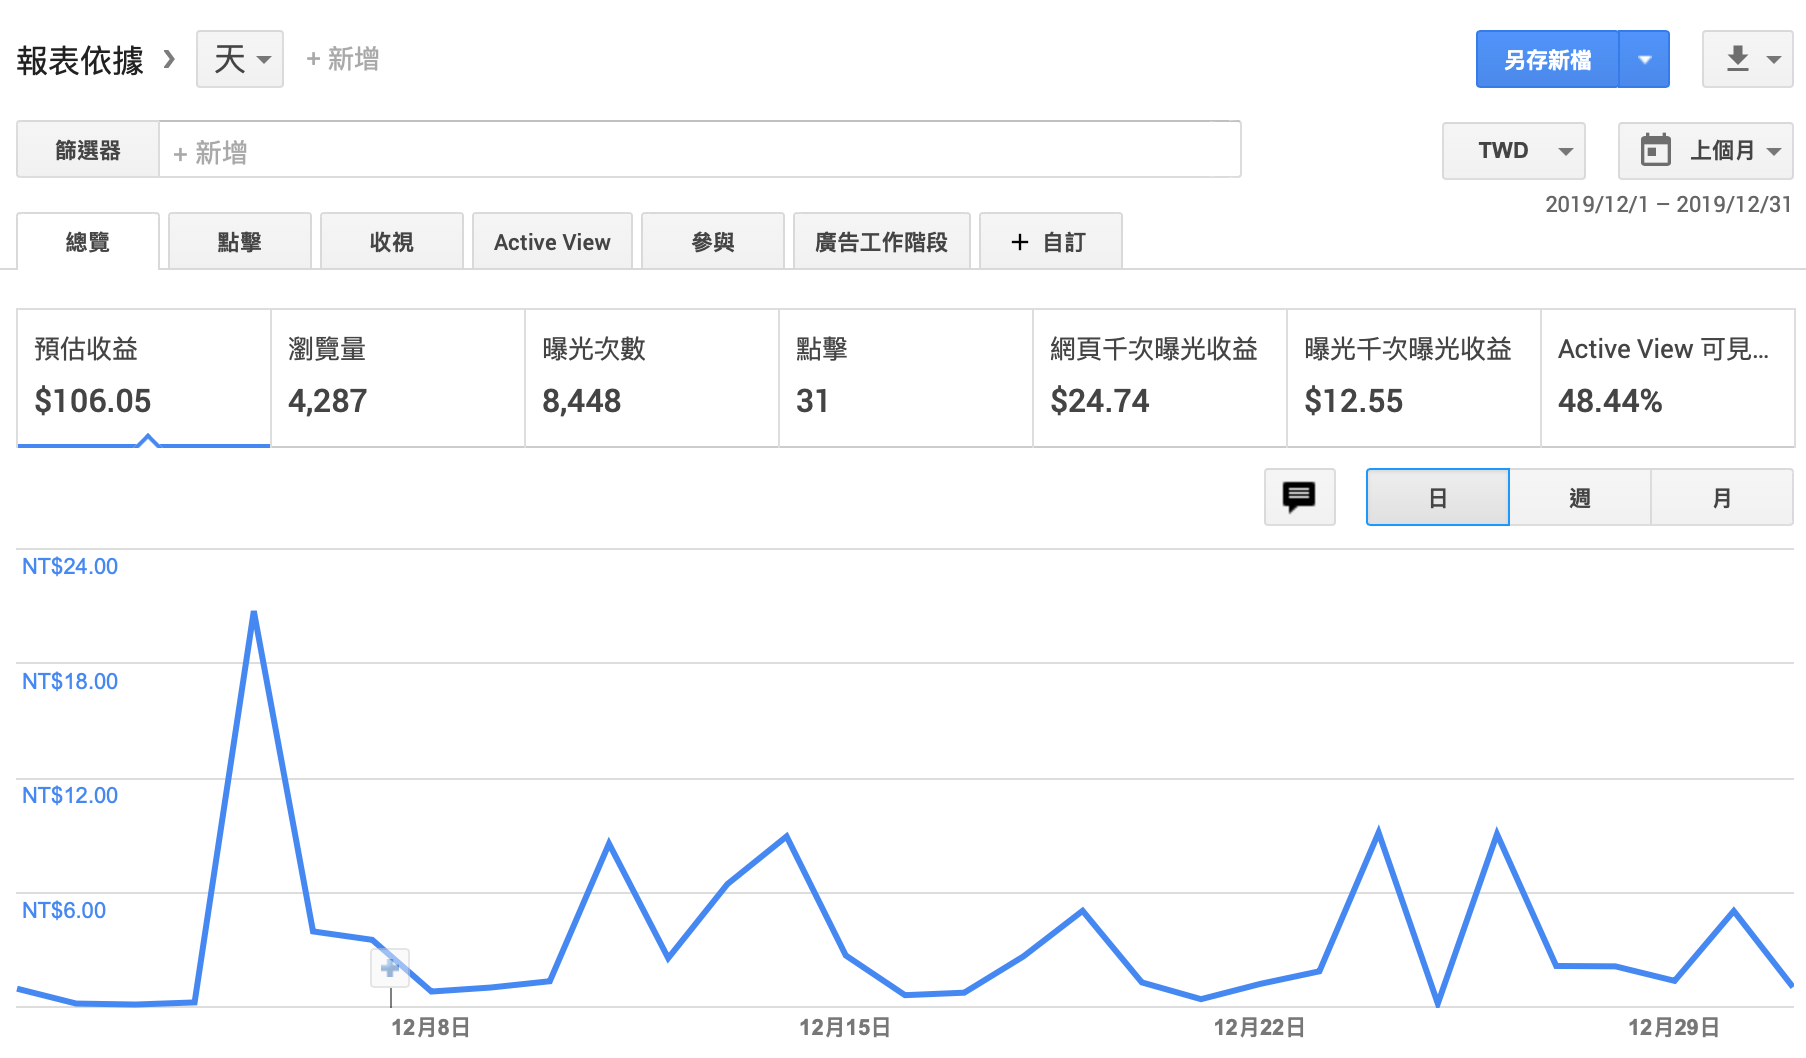 報表依據 › 天 + 新增 另存新檔
篩選器 + 新增 TWD 上個月
2019/12/1 – 2019/12/31
總覽 點擊 收視 Active View 參與 廣告工作階段 + 自訂
預估收益 瀏覽量 曝光次數 點擊 網頁千次曝光收益 曝光千次曝光收益 Active View 可見...
$106.05 4,287 8,448 31 $24.74 $12.55 48.44%
日 週 月
NT$24.00
NT$18.00
NT$12.00
NT$6.00
12月8日 12月15日 12月22日 12月29日